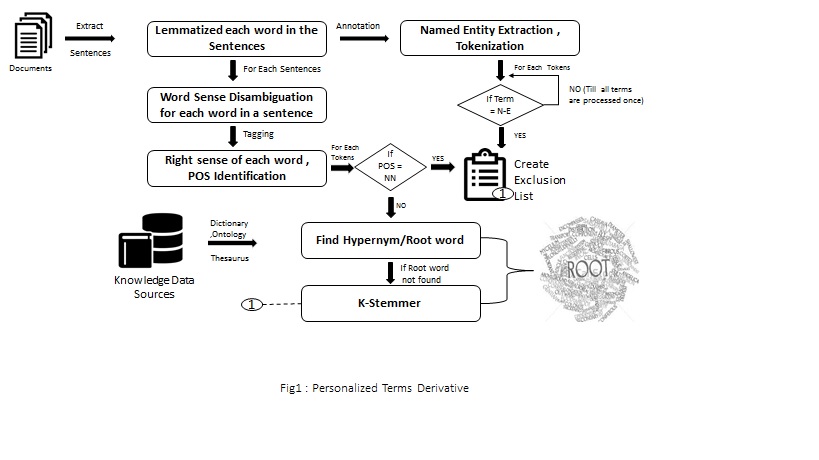 Documents
Extract
Sentences
Lemmatized each word in the
Sentences
Annotation
Named Entity Extraction ,
Tokenization
For Each Sentences
For Each Tokens
Word Sense Disambiguation
for each word in a sentence
If Term
= N-E
NO (Till all terms
are processed once)
Tagging
YES
Right sense of each word ,
POS Identification
For Each
Tokens
If
POS =
NN
YES
Create
Exclusion
List
1
NO
Knowledge Data
Sources
Dictionary
,Ontology
Thesaurus
Find Hypernym/Root word
If Root word
not found
K-Stemmer
1
ROOT
Fig1 : Personalized Terms Derivative